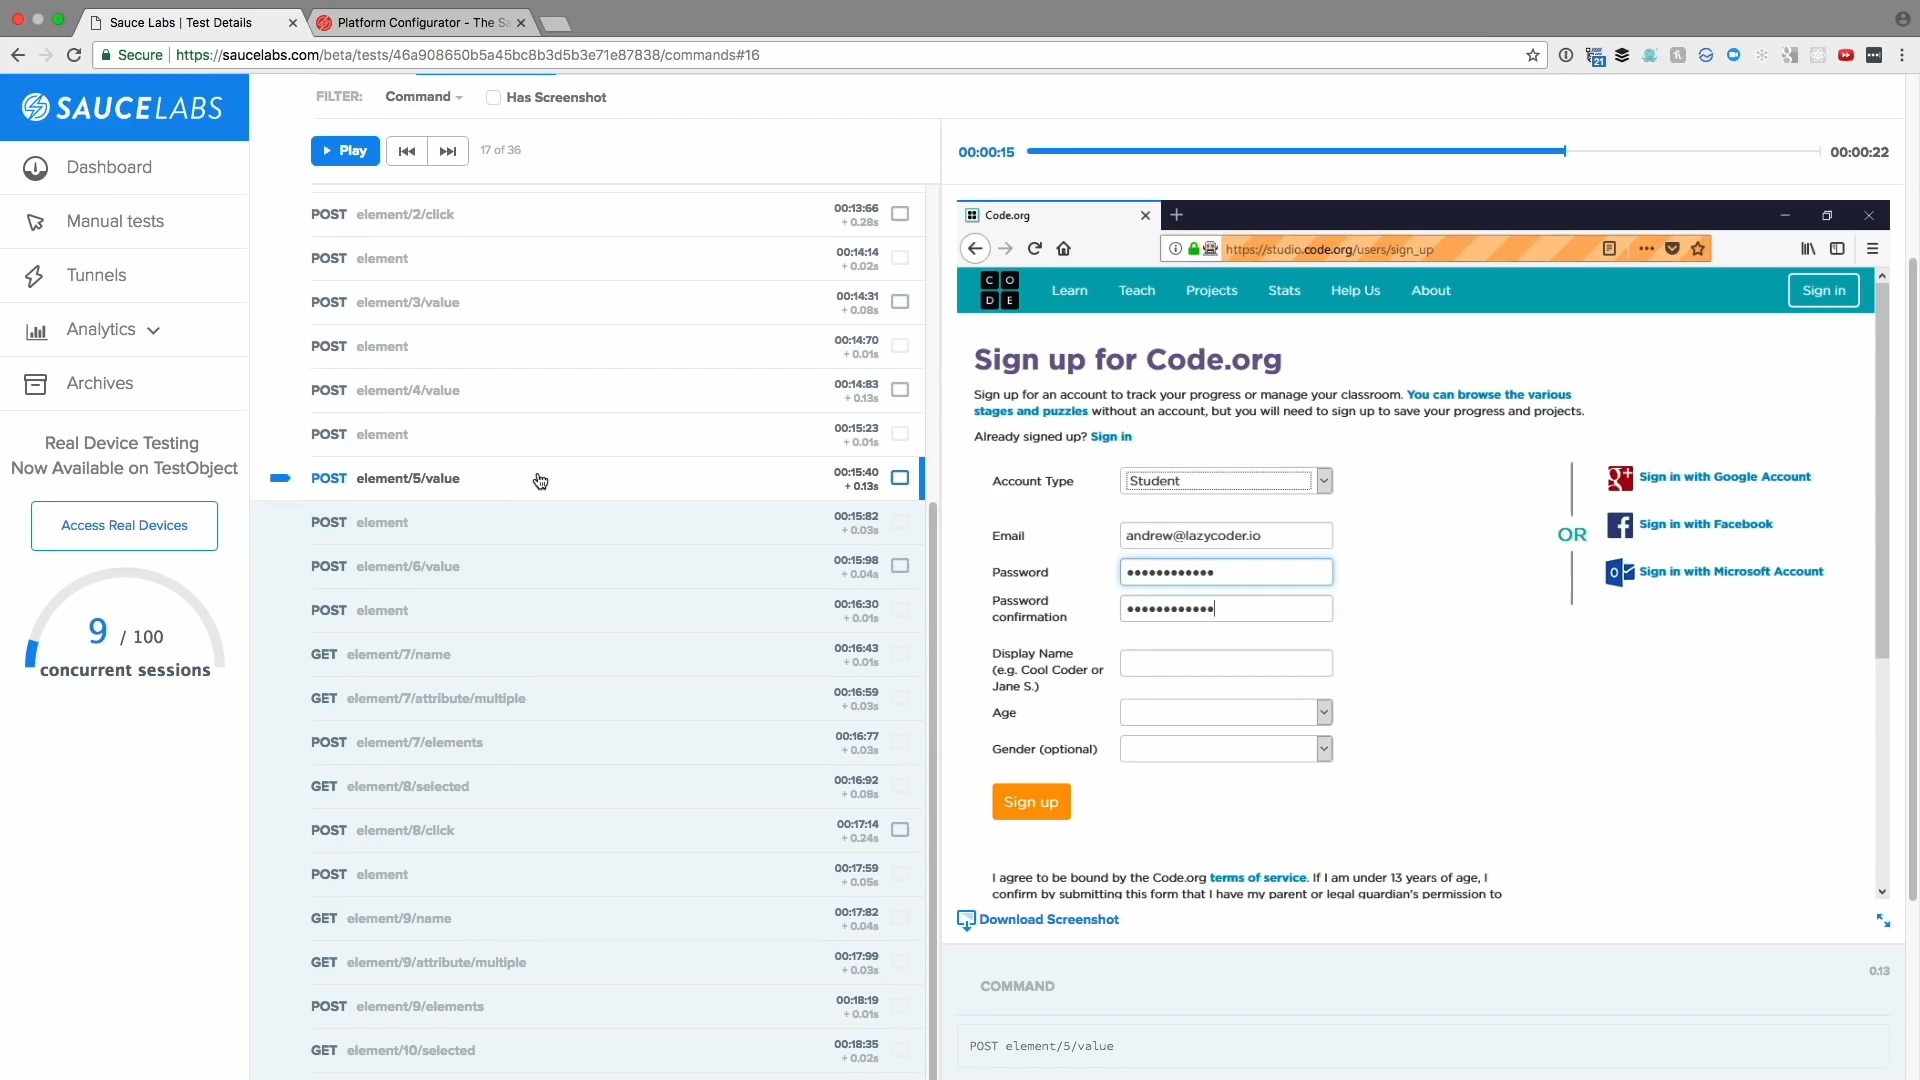 Sauce Labs | Test Details
Platform Configurator - The Sa
Secure
https://saucelabs.com/beta/tests/46a908650b5a45bc8b3d5b3e71e87838/commands#16
21
SAUCELABS
Dashboard
Manual tests
Tunnels
Analytics
Archives
Real Device Testing
Now Available on TestObject
Access Real Devices
9 / 100
concurrent sessions
FILTER: Command Has Screenshot
Play 17 of 36
POST element/2/click 00:13:66
+ 0.28s
POST element 00:14:14
+ 0.02s
POST element/3/value 00:14:31
+ 0.08s
POST element 00:14:70
+ 0.01s
POST element/4/value 00:14:83
+ 0.13s
POST element 00:15:23
+ 0.01s
POST element/5/value 00:15:40
+ 0.13s
POST element 00:15:82
+ 0.03s
POST element/6/value 00:15:98
+ 0.04s
POST element 00:16:30
+ 0.01s
GET element/7/name 00:16:43
+ 0.01s
GET element/7/attribute/multiple 00:16:59
+ 0.03s
POST element/7/elements 00:16:77
+ 0.03s
GET element/8/selected 00:16:92
+ 0.08s
POST element/8/click 00:17:14
+ 0.24s
POST element 00:17:59
+ 0.05s
GET element/9/name 00:17:82
+ 0.04s
GET element/9/attribute/multiple 00:17:99
+ 0.03s
POST element/9/elements 00:18:19
+ 0.01s
GET element/10/selected 00:18:35
+ 0.02s
00:00:15 00:00:22
Code.org
https://studio.code.org/users/sign_up
CODE
Learn Teach Projects Stats Help Us About Sign in
Sign up for Code.org
Sign up for an account to track your progress or manage your classroom. You can browse the various
stages and puzzles without an account, but you will need to sign up to save your progress and projects.
Already signed up? Sign in
Account Type Student
Email andrew@lazycoder.io
Password ••••••••••••
Password
confirmation ••••••••••••
Display Name
(e.g. Cool Coder or
Jane S.)
Age
Gender (optional)
Sign up
OR
Sign in with Google Account
Sign in with Facebook
Sign in with Microsoft Account
I agree to be bound by the Code.org terms of service. If I am under 13 years of age, I
confirm by submitting this form that I have my parent or legal guardian's permission to
Download Screenshot
COMMAND 0.13
POST element/5/value